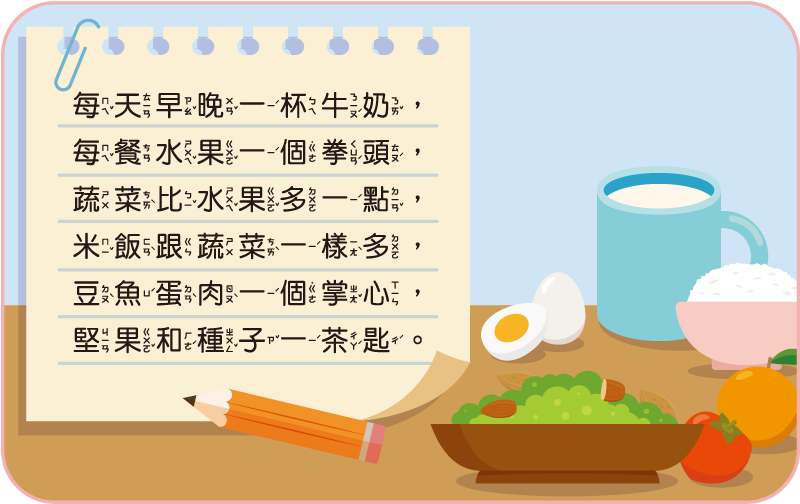 每天早晚一杯牛奶，
每餐水果一個拳頭，
蔬菜比水果多一點，
米飯跟蔬菜一樣多，
豆魚蛋肉一個掌心，
堅果和種子一茶匙。